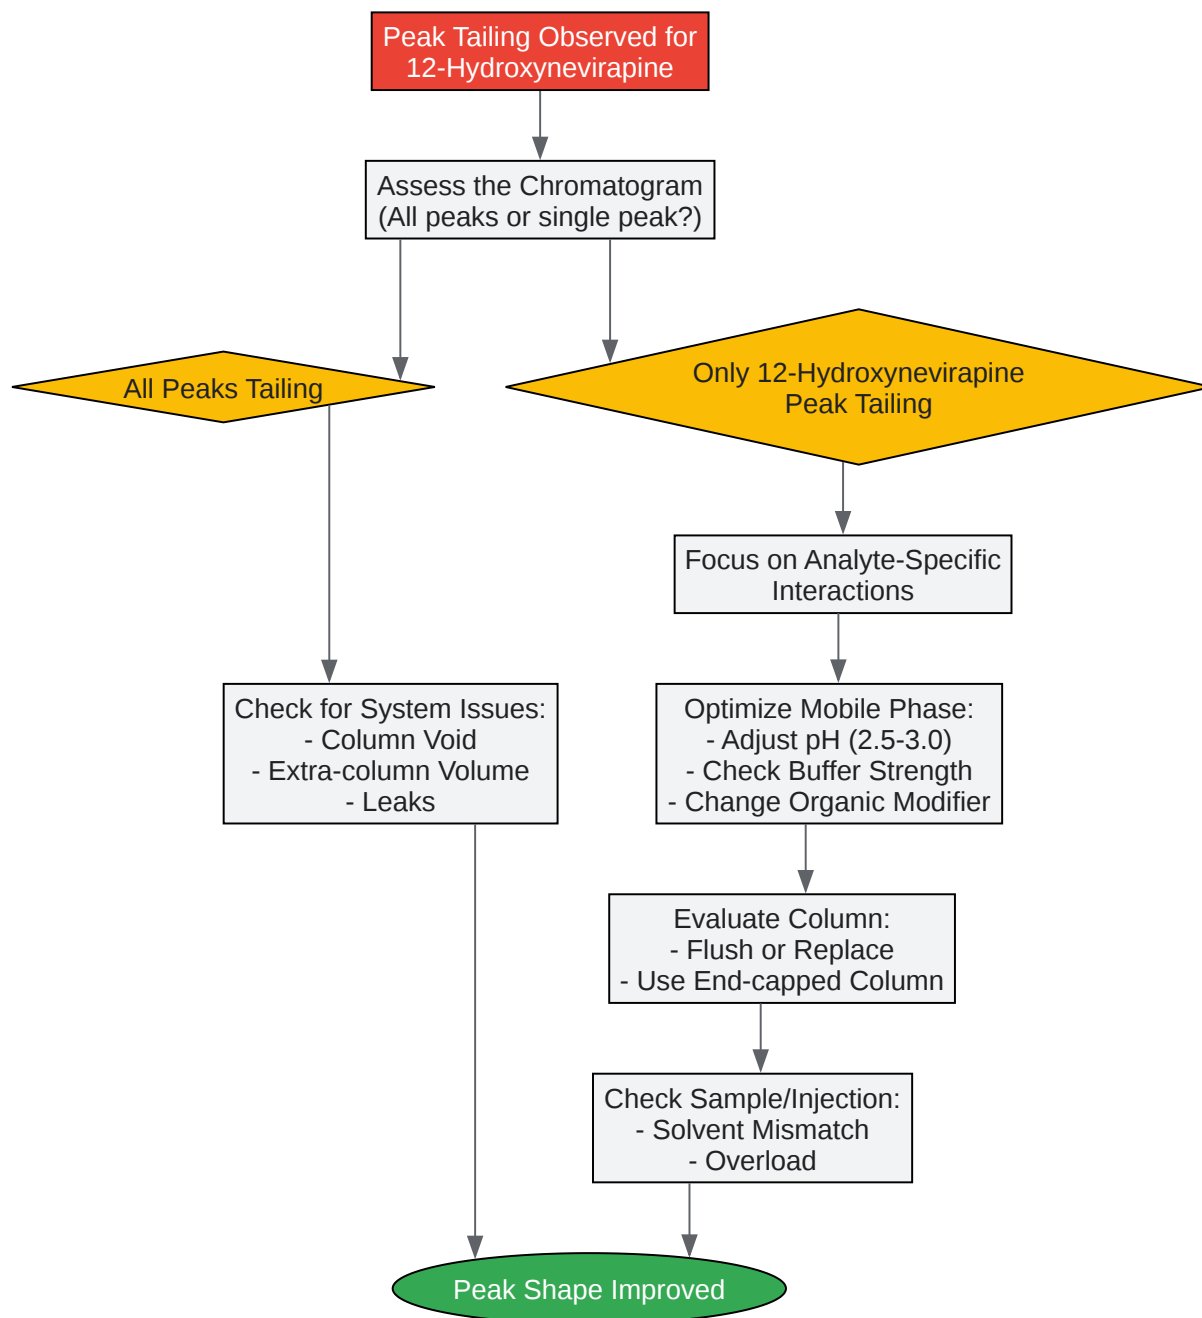 Peak Tailing Observed for
12-Hydroxynevirapine
Assess the Chromatogram
(All peaks or single peak?)
All Peaks Tailing
Only 12-Hydroxynevirapine
Peak Tailing
Focus on Analyte-Specific
Interactions
Check for System Issues:
- Column Void
- Extra-column Volume
- Leaks
Optimize Mobile Phase:
- Adjust pH (2.5-3.0)
- Check Buffer Strength
- Change Organic Modifier
Evaluate Column:
- Flush or Replace
- Use End-capped Column
Check Sample/Injection:
- Solvent Mismatch
- Overload
Peak Shape Improved